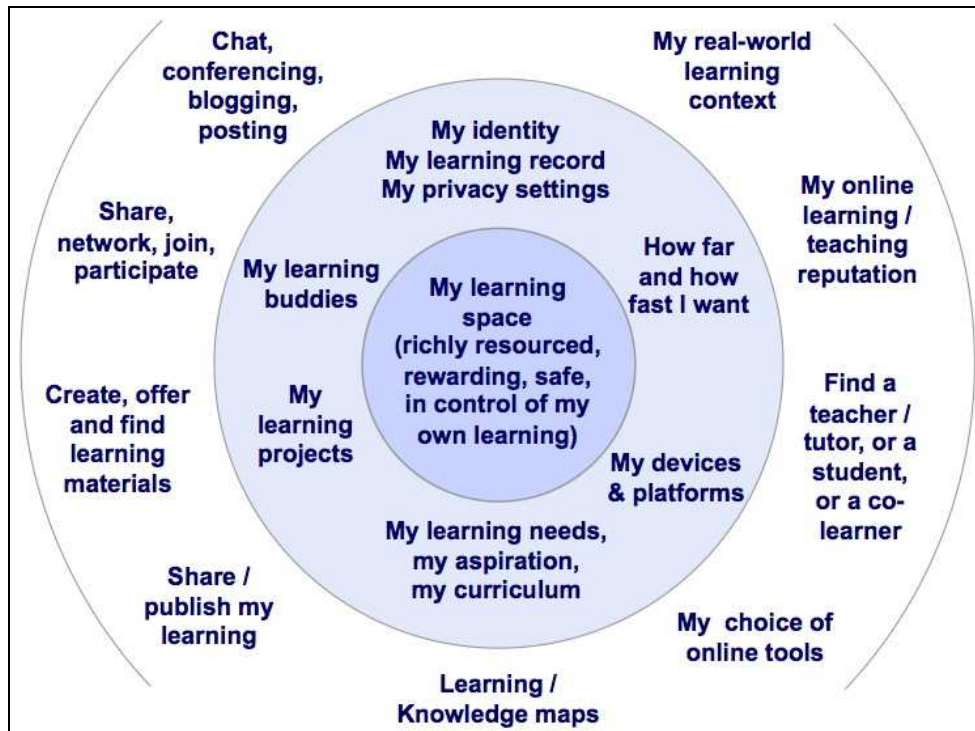 Chat,
conferencing,
blogging,
posting
My real-world
learning
context
My identity
My learning record
My privacy settings
Share,
network, join,
participate
My online
learning /
teaching
reputation
My learning
buddies
How far
and how
fast I want
My learning
space
(richly resourced,
rewarding, safe,
in control of my
own learning)
Create, offer
and find
learning
materials
My
learning
projects
My devices
& platforms
Find a
teacher /
tutor, or a
student,
or a co-
learner
My learning needs,
my aspiration,
my curriculum
Share /
publish my
learning
My choice of
online tools
Learning /
Knowledge maps